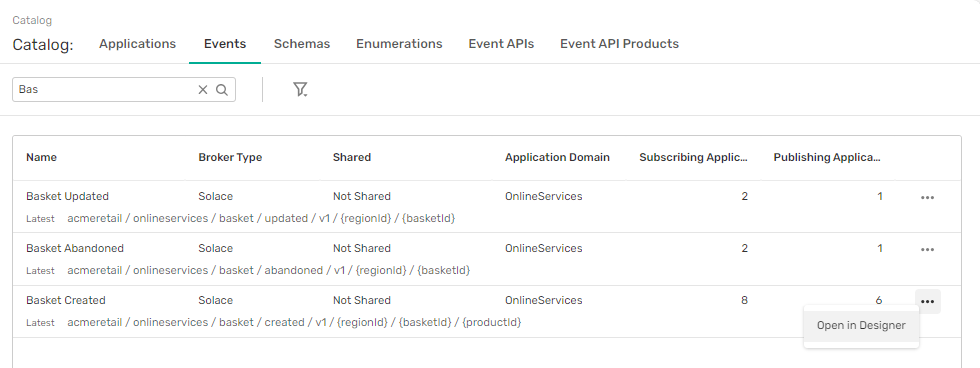 Catalog
Catalog: Applications Events Schemas Enumerations Event APIs Event API Products
Bas
Name Broker Type Shared Application Domain Subscribing Applic... Publishing Applica...
Basket Updated Solace Not Shared OnlineServices 2 1
Latest acmeretail / onlineservices / basket / updated / v1 / {regionId} / {basketId}
Basket Abandoned Solace Not Shared OnlineServices 2 1
Latest acmeretail / onlineservices / basket / abandoned / v1 / {regionId} / {basketId}
Basket Created Solace Not Shared OnlineServices 8 6
Latest acmeretail / onlineservices / basket / created / v1 / {regionId} / {basketId} / {productId}
Open in Designer